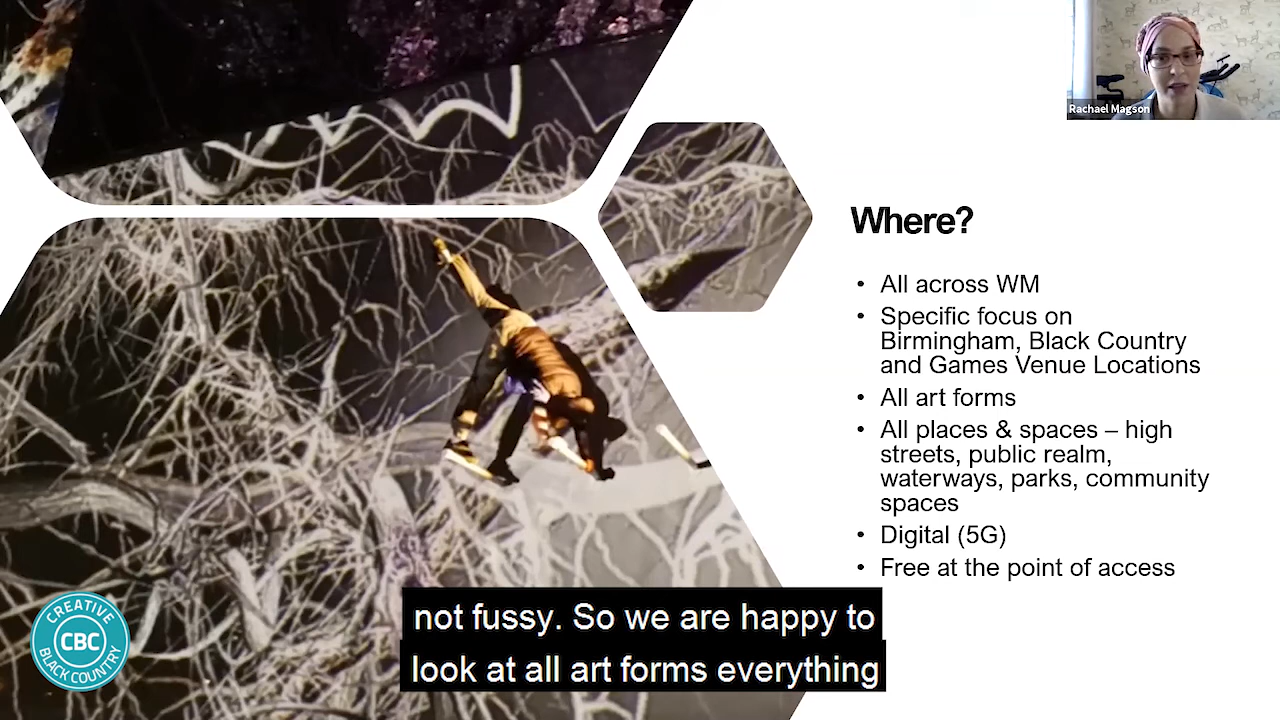 Rachael Magson
Where?
• All across WM
• Specific focus on
Birmingham, Black Country
and Games Venue Locations
• All art forms
• All places & spaces – high
streets, public realm,
waterways, parks, community
spaces
• Digital (5G)
• Free at the point of access
not fussy. So we are happy to
look at all art forms everything
CREATIVE
CBC
BLACK COUNTRY